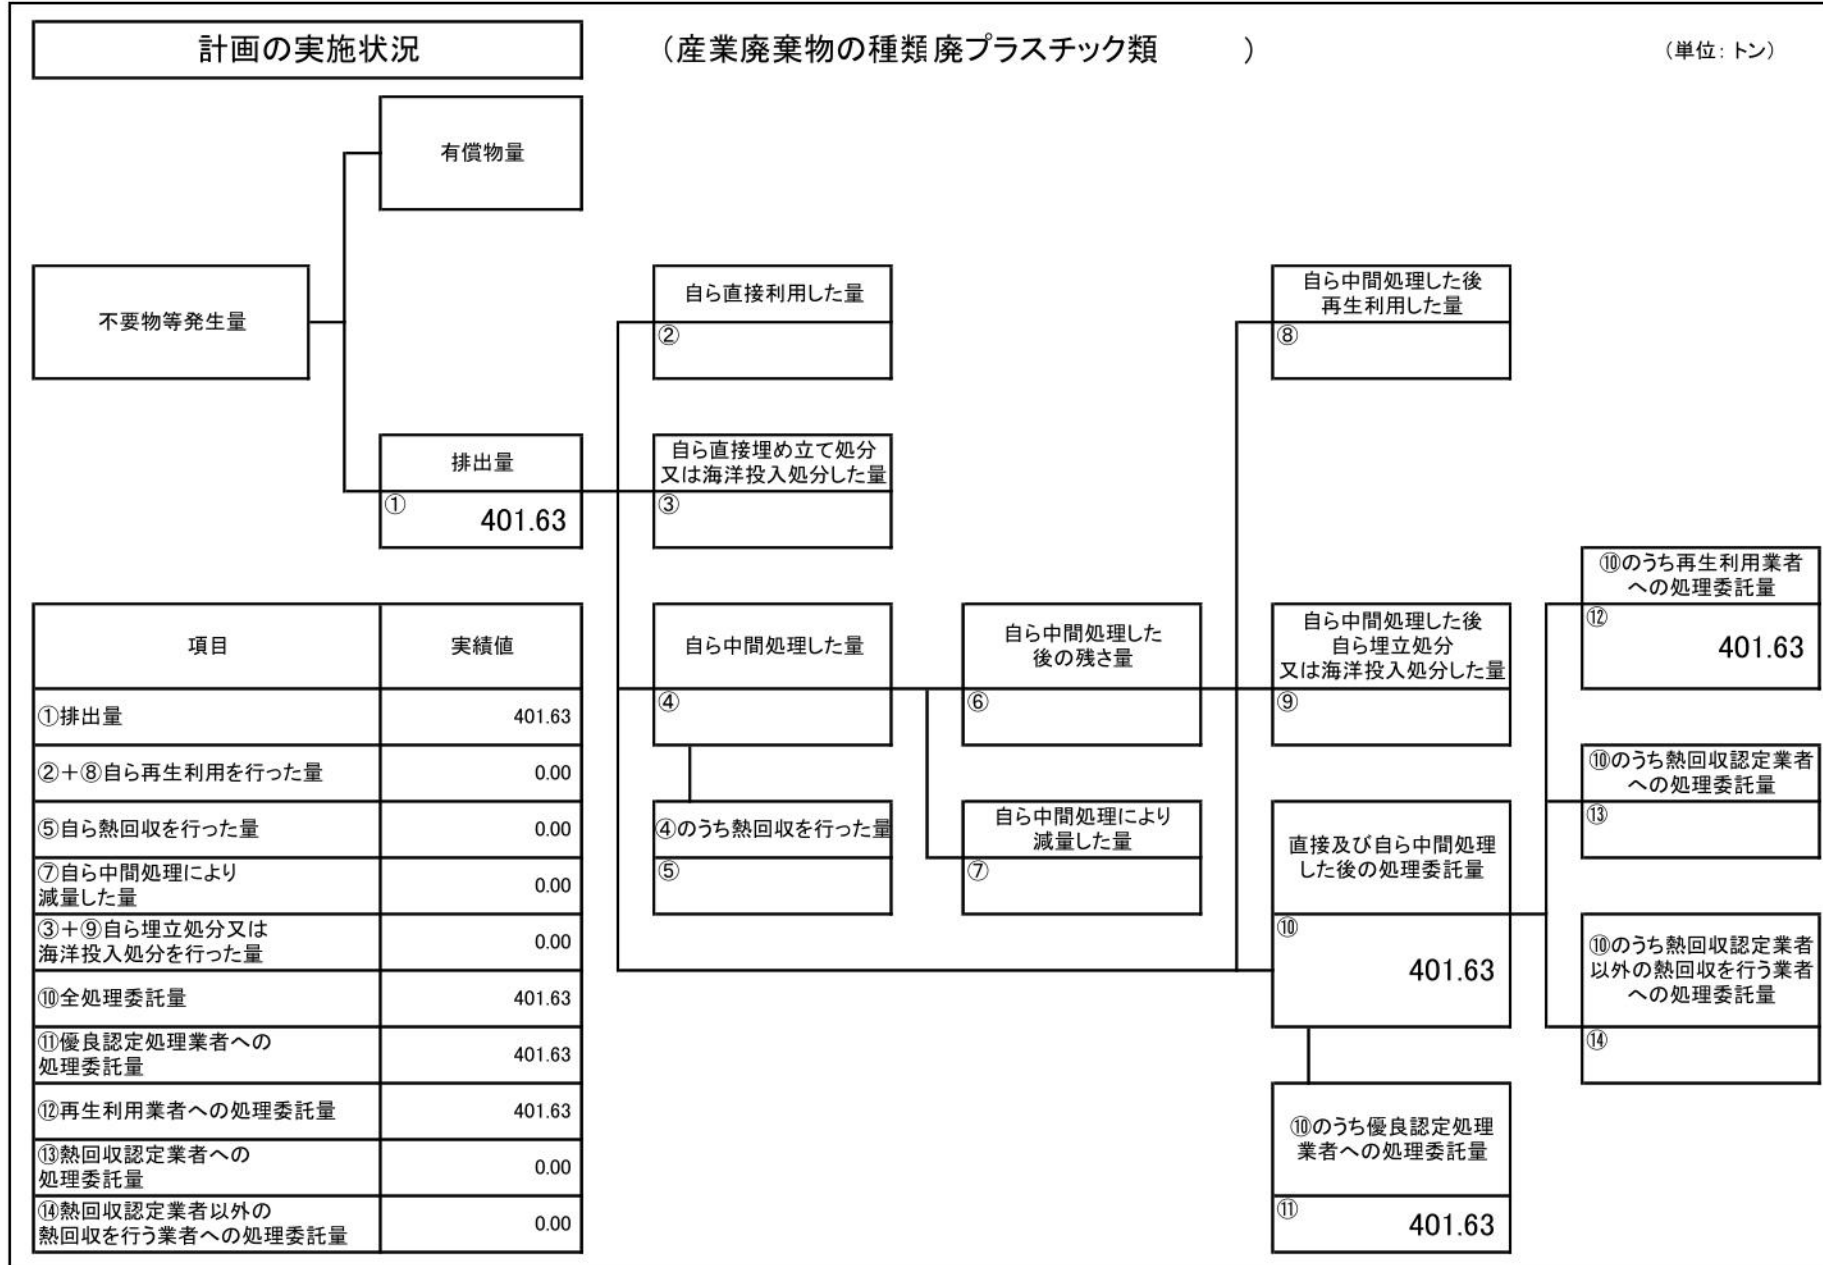 計画の実施状況
（産業廃棄物の種類 廃プラスチック類　　　）
（単位：トン）
有償物量
不要物等発生量
自ら直接利用した量
②
自ら中間処理した後
再生利用した量
⑧
排出量
①
401.63
自ら直接埋め立て処分
又は海洋投入処分した量
③
⑩のうち再生利用業者
への処理委託量
⑫
401.63
項目
実績値
①排出量
401.63
②＋⑧自ら再生利用を行った量
0.00
⑤自ら熱回収を行った量
0.00
⑦自ら中間処理により
減量した量
0.00
③＋⑨自ら埋立処分又は
海洋投入処分を行った量
0.00
⑩全処理委託量
401.63
⑪優良認定処理業者への
処理委託量
401.63
⑫再生利用業者への処理委託量
401.63
⑬熱回収認定業者への
処理委託量
0.00
⑭熱回収認定業者以外の
熱回収を行う業者への処理委託量
0.00
自ら中間処理した量
④
自ら中間処理した
後の残さ量
⑥
自ら中間処理した後
自ら埋立処分
又は海洋投入処分した量
⑨
④のうち熱回収を行った量
⑤
自ら中間処理により
減量した量
⑦
直接及び自ら中間処理
した後の処理委託量
⑩
401.63
⑩のうち熱回収認定業者
への処理委託量
⑬
⑩のうち熱回収認定業者
以外の熱回収を行う業者
への処理委託量
⑭
⑩のうち優良認定処理
業者への処理委託量
⑪
401.63